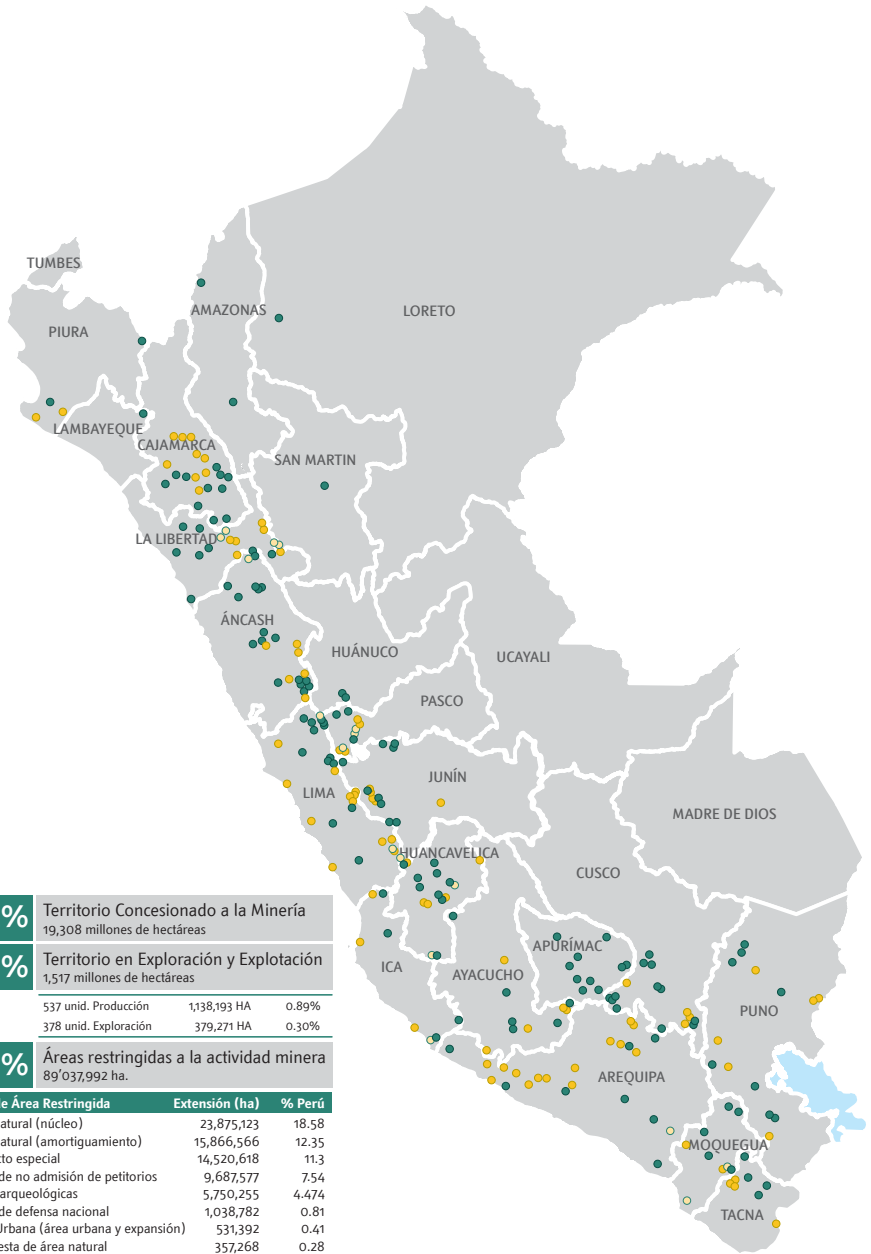 TUMBES
AMAZONAS
LORETO
PIURA
LAMBAYEQUE
CAJAMARCA
SAN MARTIN
LA LIBERTAD
ÁNCASH
HUÁNUCO
UCAYALI
PASCO
JUNÍN
LIMA
MADRE DE DIOS
HUANCAVELICA
CUSCO
APURÍMAC
ICA
AYACUCHO
PUNO
AREQUIPA
MOQUEGUA
TACNA
% Territorio Concesionado a la Minería
19,308 millones de hectáreas
% Territorio en Exploración y Explotación
1,517 millones de hectáreas
537 unid. Producción 1,138,193 HA 0.89%
378 unid. Exploración 379,271 HA 0.30%
% Áreas restringidas a la actividad minera
89’037,992 ha.
de Área Restringida Extensión (ha) % Perú
natural (núcleo) 23,875,123 18.58
natural (amortiguamiento) 15,866,566 12.35
especial 14,520,618 11.3
de no admisión de petitorios 9,687,577 7.54
arqueológicas 5,750,255 4.474
de defensa nacional 1,038,782 0.81
Urbana (área urbana y expansión) 531,392 0.41
de área natural 357,268 0.28